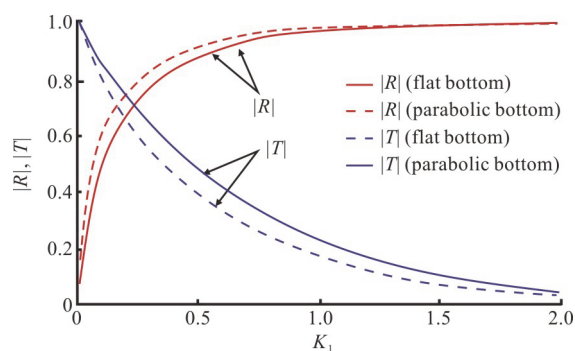 1.0
0.8
0.6
0.4
0.2
0
|R|, |T|
|R|
|T|
|R| (flat bottom)
|R| (parabolic bottom)
|T| (flat bottom)
|T| (parabolic bottom)
0 0.5 1.0 1.5 2.0
K₁